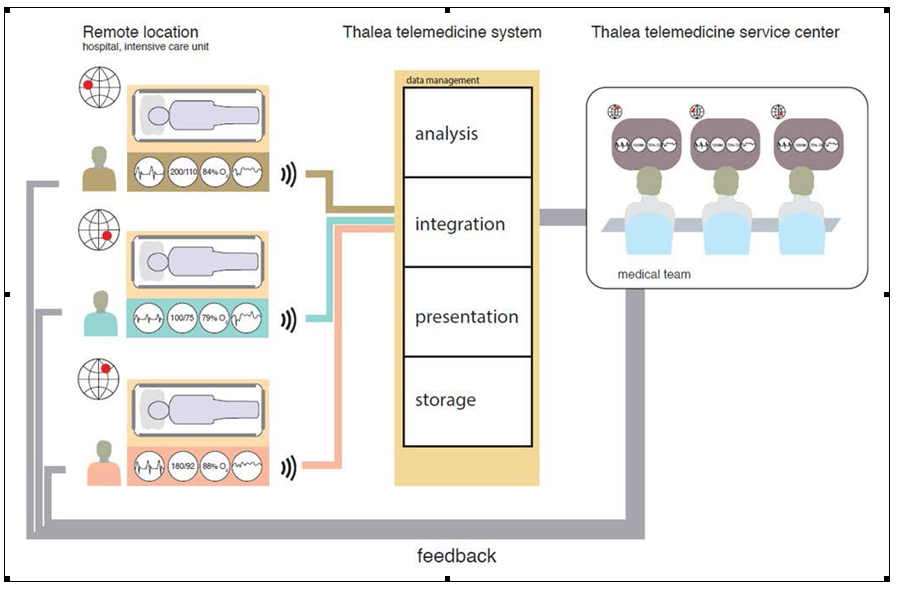 Remote location
hospital, intensive care unit
Thalea telemedicine system
Thalea telemedicine service center
data management
analysis
integration
presentation
storage
200/110
84% O₂
100/75
79% O₂
180/92
88% O₂
medical team
feedback